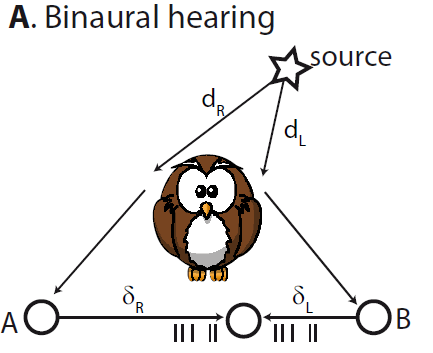 A. Binaural hearing
source
dR
dL
δR
δL
A
B